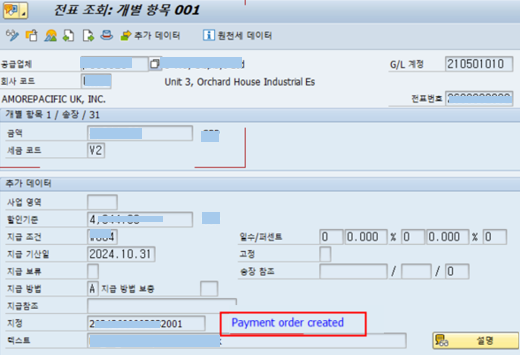 전표 조회: 개별 항목 001
추가 데이터 원천세 데이터
공급업체 G/L 계정 210501010
회사 코드 Unit 3, Orchard House Industrial Es
AMOREPACIFIC UK, INC. 전표번호
개별 항목 1 / 송장 / 31
금액
세금 코드 V2
추가 데이터
사업 영역
할인기준
지급 조건 일수/퍼센트 0 0.000 % 0 0.000 % 0
지급 기산일 2024.10.31 고정
지급 보류 송장 참조 / / 0
지급 방법 A 지급 방법 보충
지급참조
지정 Payment order created
텍스트 설명